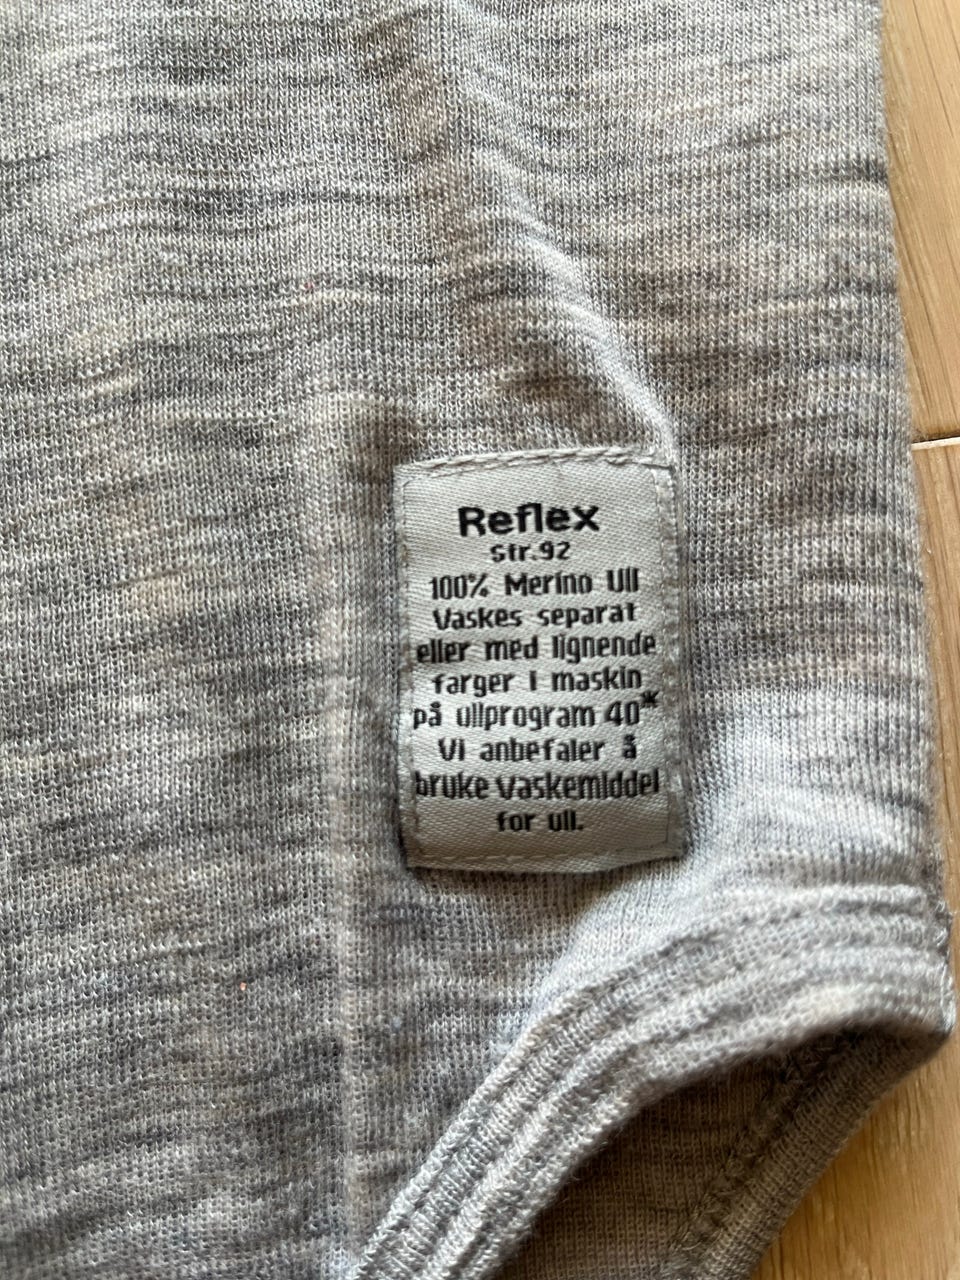 Reflex
Str.92
100% Merino Ull
Vaskes separat
eller med lignende
farger i maskin
på ullprogram 40*
Vi anbefaler å
bruke vaskemiddel
for ull.